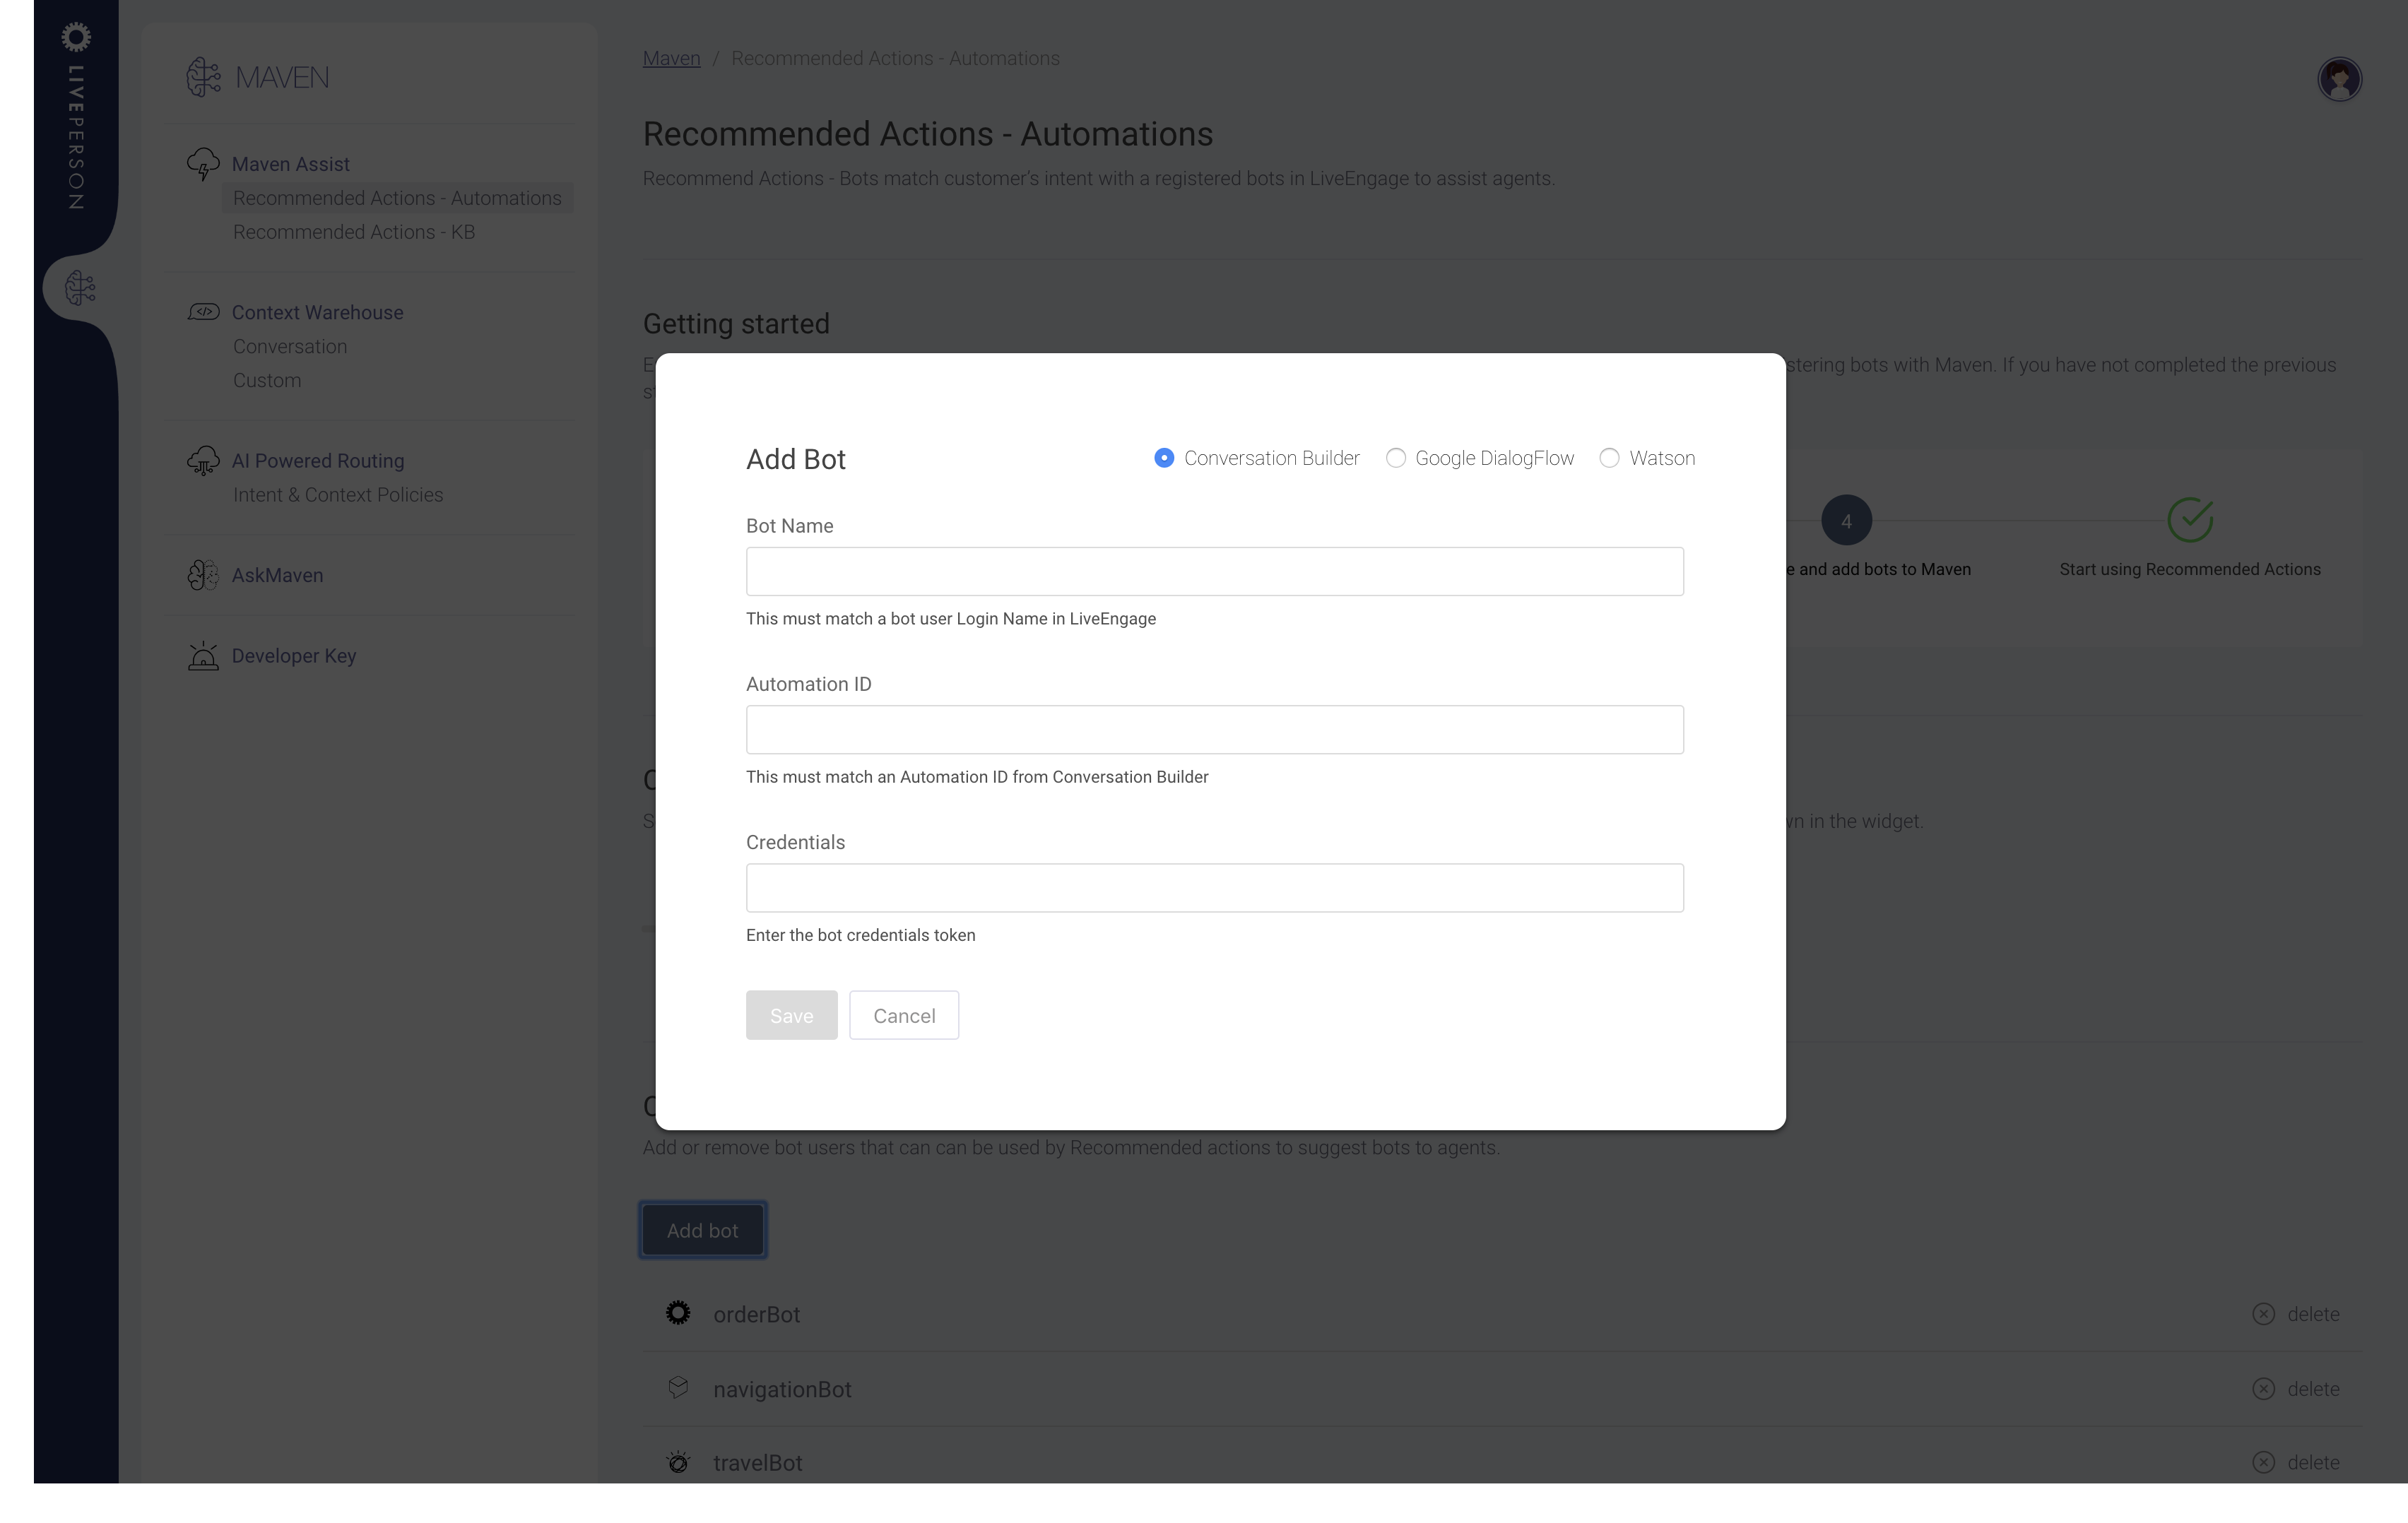 LIVEPERSON
MAVEN
Maven Assist
Recommended Actions - Automations
Recommended Actions - KB
Context Warehouse
Conversation
Custom
AI Powered Routing
Intent & Context Policies
AskMaven
Developer Key
Maven / Recommended Actions - Automations
Recommended Actions - Automations
Recommend Actions - Bots match customer's intent with a registered bots in LiveEngage to assist agents.
Getting started
stering bots with Maven. If you have not completed the previous
4
e and add bots to Maven
Start using Recommended Actions
wn in the widget.
Add Bot
Conversation Builder
Google DialogFlow
Watson
Bot Name
This must match a bot user Login Name in LiveEngage
Automation ID
This must match an Automation ID from Conversation Builder
Credentials
Enter the bot credentials token
Save
Cancel
Add or remove bot users that can can be used by Recommended actions to suggest bots to agents.
Add bot
orderBot
delete
navigationBot
delete
travelBot
delete